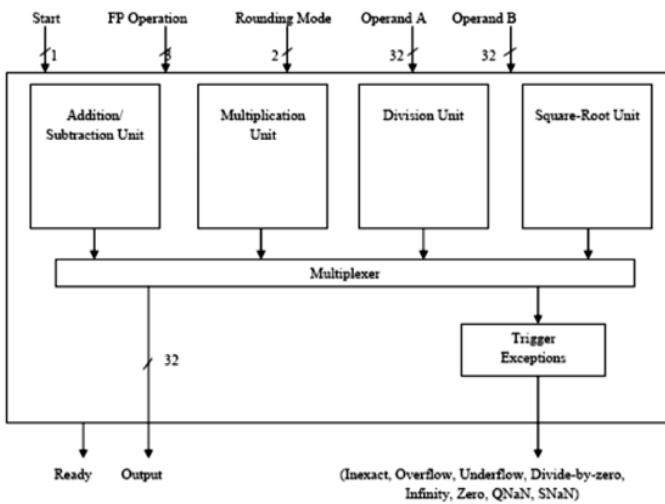 Start
FP Operation
Rounding Mode
Operand A
Operand B
1
3
2
32
32
Addition/
Subtraction Unit
Multiplication
Unit
Division Unit
Square-Root Unit
Multiplexer
Trigger
Exceptions
32
Ready
Output
(Inexact, Overflow, Underflow, Divide-by-zero,
Infinity, Zero, QNaN, SNaN)